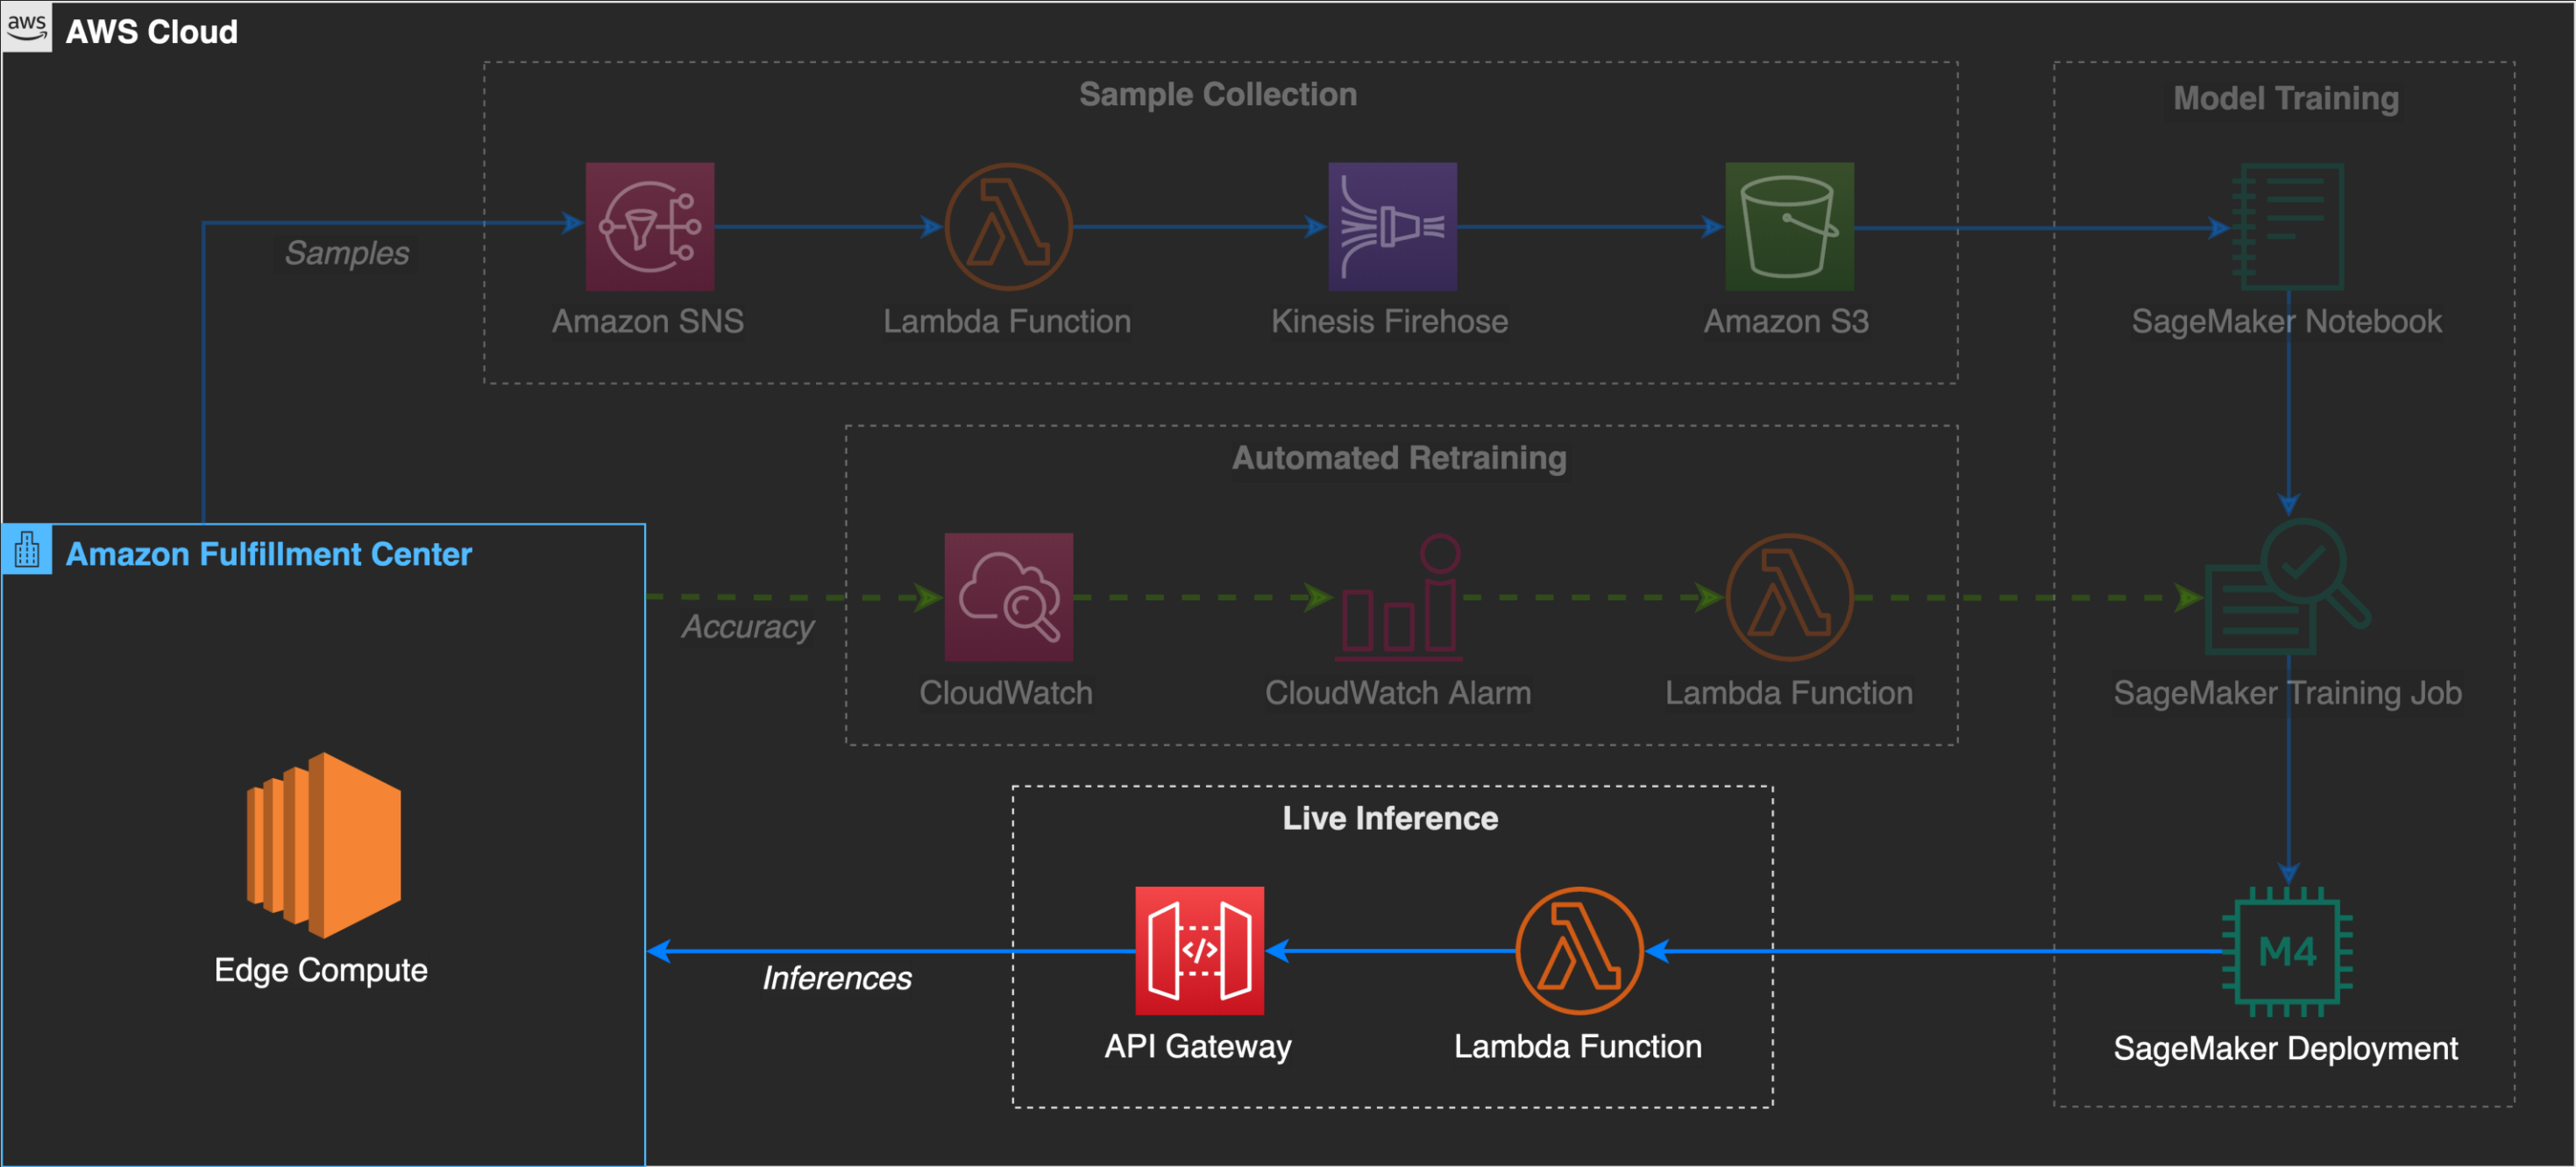 aws
AWS Cloud
Sample Collection
Model Training
Samples
Amazon SNS
Lambda Function
Kinesis Firehose
Amazon S3
SageMaker Notebook
Automated Retraining
Amazon Fulfillment Center
Accuracy
CloudWatch
CloudWatch Alarm
Lambda Function
SageMaker Training Job
Live Inference
</>
M4
Edge Compute
Inferences
API Gateway
Lambda Function
SageMaker Deployment